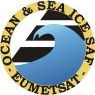 OCEAN & SEA ICE SAF
· EUMETSAT ·